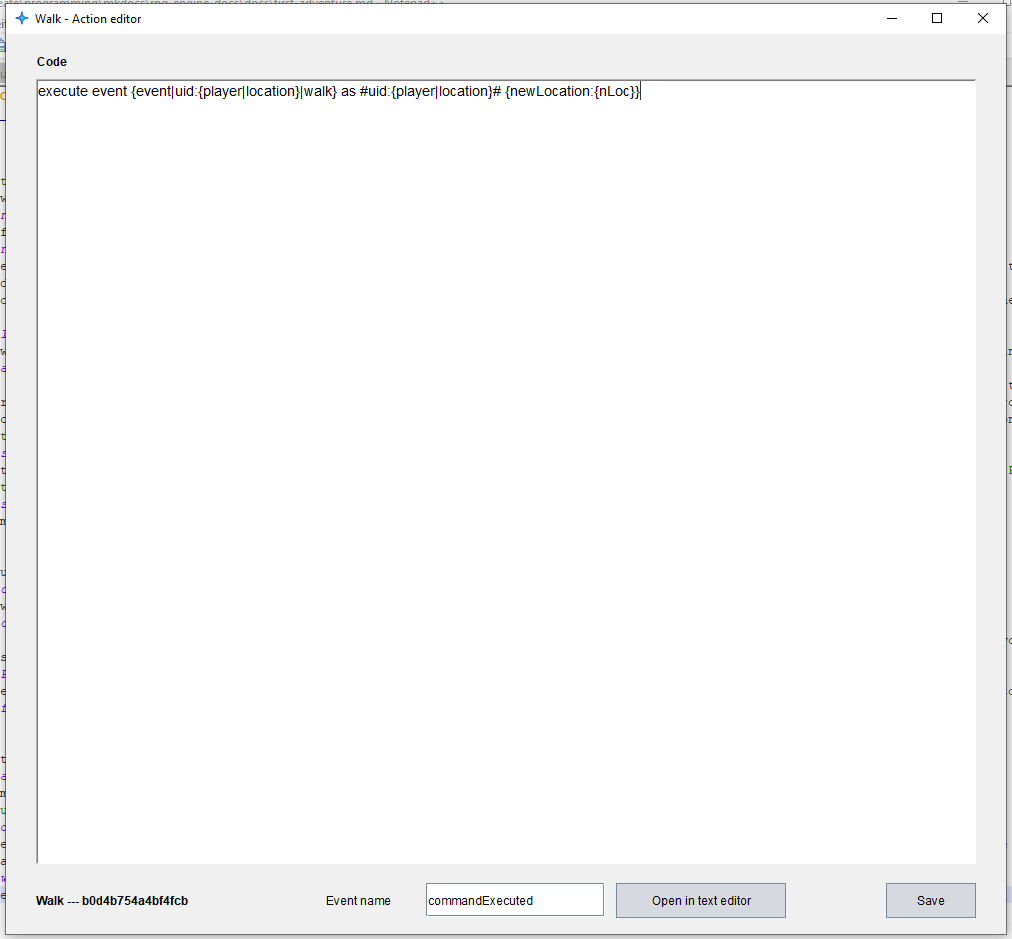 Walk - Action editor
Code
execute event {event|uid:{player|location}|walk} as #uid:{player|location}# {newLocation:{nLoc}}
Walk --- b0d4b754a4bf4fcb
Event name
commandExecuted
Open in text editor
Save